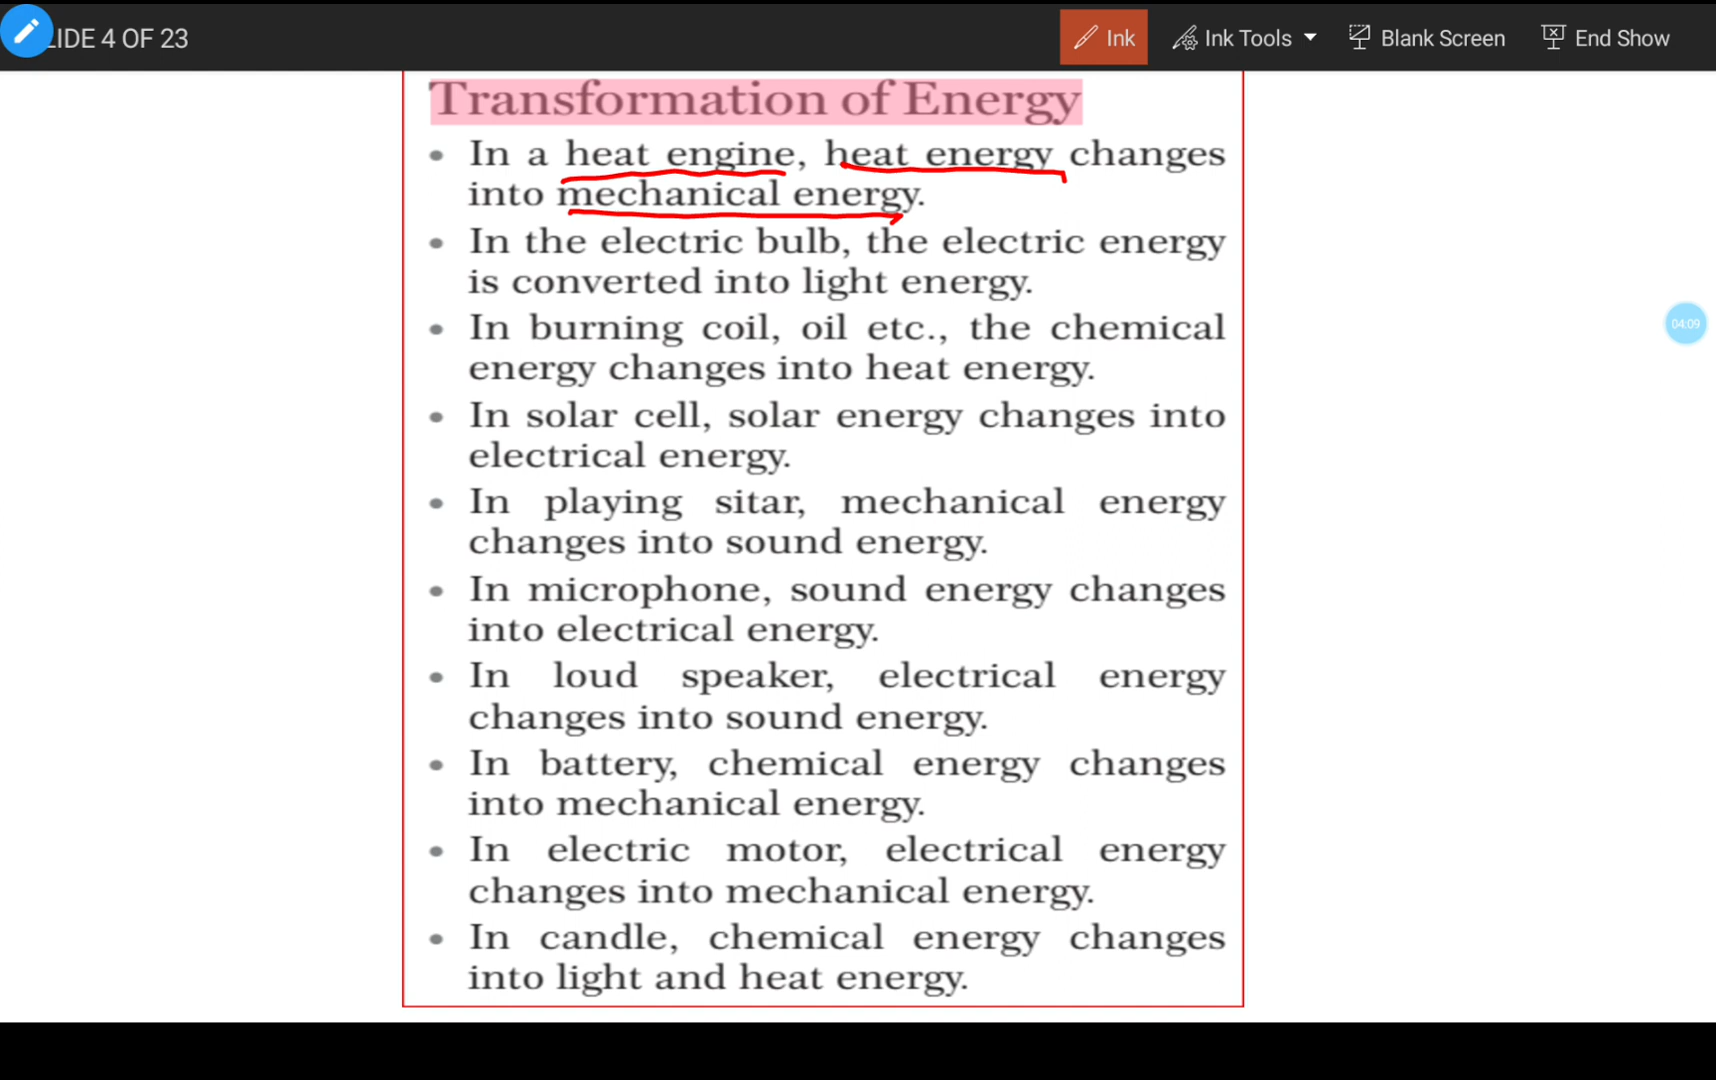 LIDE 4 OF 23
Ink
Ink Tools
Blank Screen
End Show
Transformation of Energy
• In a heat engine, heat energy changes
into mechanical energy.
• In the electric bulb, the electric energy
is converted into light energy.
• In burning coil, oil etc., the chemical
energy changes into heat energy.
• In solar cell, solar energy changes into
electrical energy.
• In playing sitar, mechanical energy
changes into sound energy.
• In microphone, sound energy changes
into electrical energy.
• In loud speaker, electrical energy
changes into sound energy.
• In battery, chemical energy changes
into mechanical energy.
• In electric motor, electrical energy
changes into mechanical energy.
• In candle, chemical energy changes
into light and heat energy.
04:09